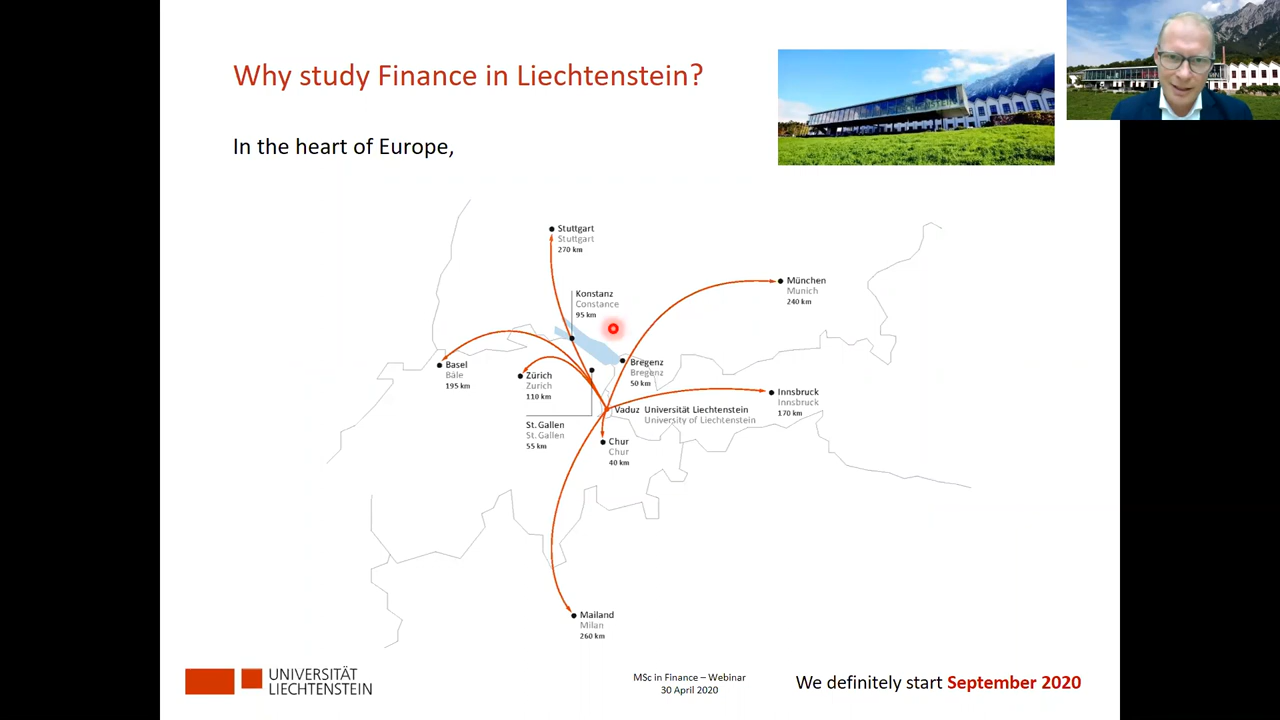 Why study Finance in Liechtenstein?
In the heart of Europe,
Stuttgart
Stuttgart
270 km
München
Munich
240 km
Konstanz
Constance
95 km
Basel
Bâle
195 km
Zürich
Zurich
110 km
Bregenz
Bregenz
50 km
Innsbruck
Innsbruck
170 km
Vaduz Universität Liechtenstein
University of Liechtenstein
St. Gallen
St. Gallen
55 km
Chur
Chur
40 km
Mailand
Milan
260 km
UNIVERSITÄT
LIECHTENSTEIN
MSc in Finance – Webinar
30 April 2020
We definitely start September 2020